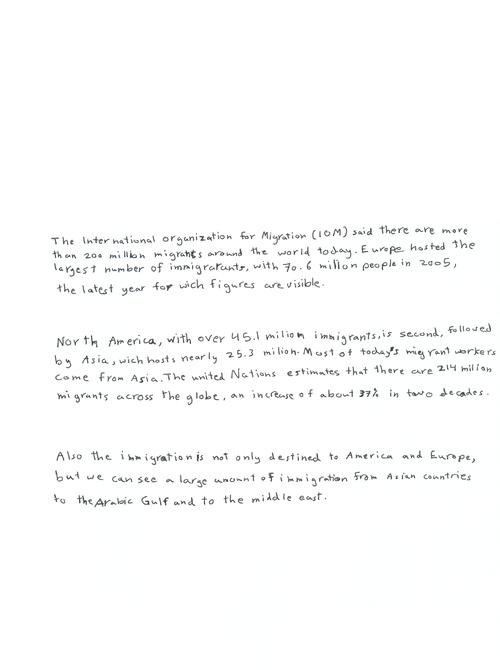 The International organization for Migration (IOM) said there are more
than 200 million migrants around the world today. Europe hosted the
largest number of immigratants, with 70.6 millon people in 2005,
the latest year for wich figures are visible.
North America, with over 45.1 milion immigrants, is second, followed
by Asia, wich hosts nearly 25.3 milion. Most of today's migrant workers
come from Asia. The united Nations estimates that there are 214 milion
migrants across the globe, an increase of about 37% in two decades.
Also the immigration is not only destined to America and Europe,
but we can see a large amount of immigration from Asian countries
to the Arabic Gulf and to the middle east.